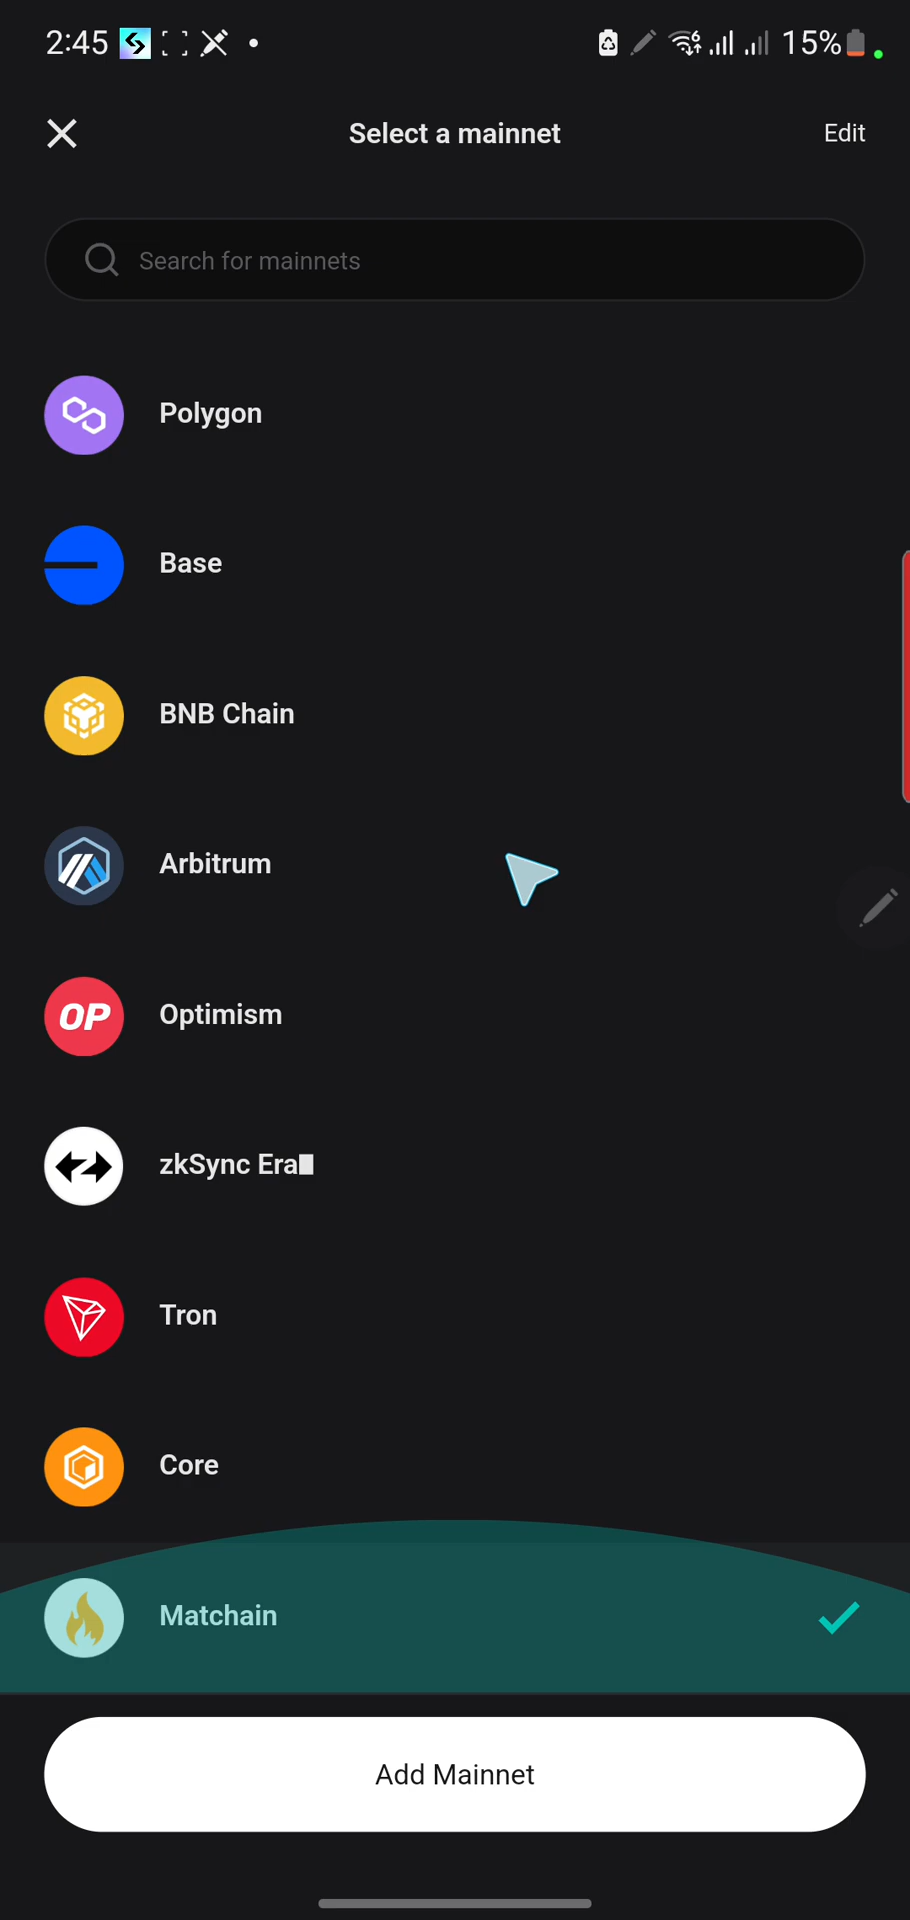 2:45
15%
Select a mainnet
Edit
Search for mainnets
Polygon
Base
BNB Chain
Arbitrum
OP
Optimism
zkSync Era
Tron
Core
Matchain
Add Mainnet